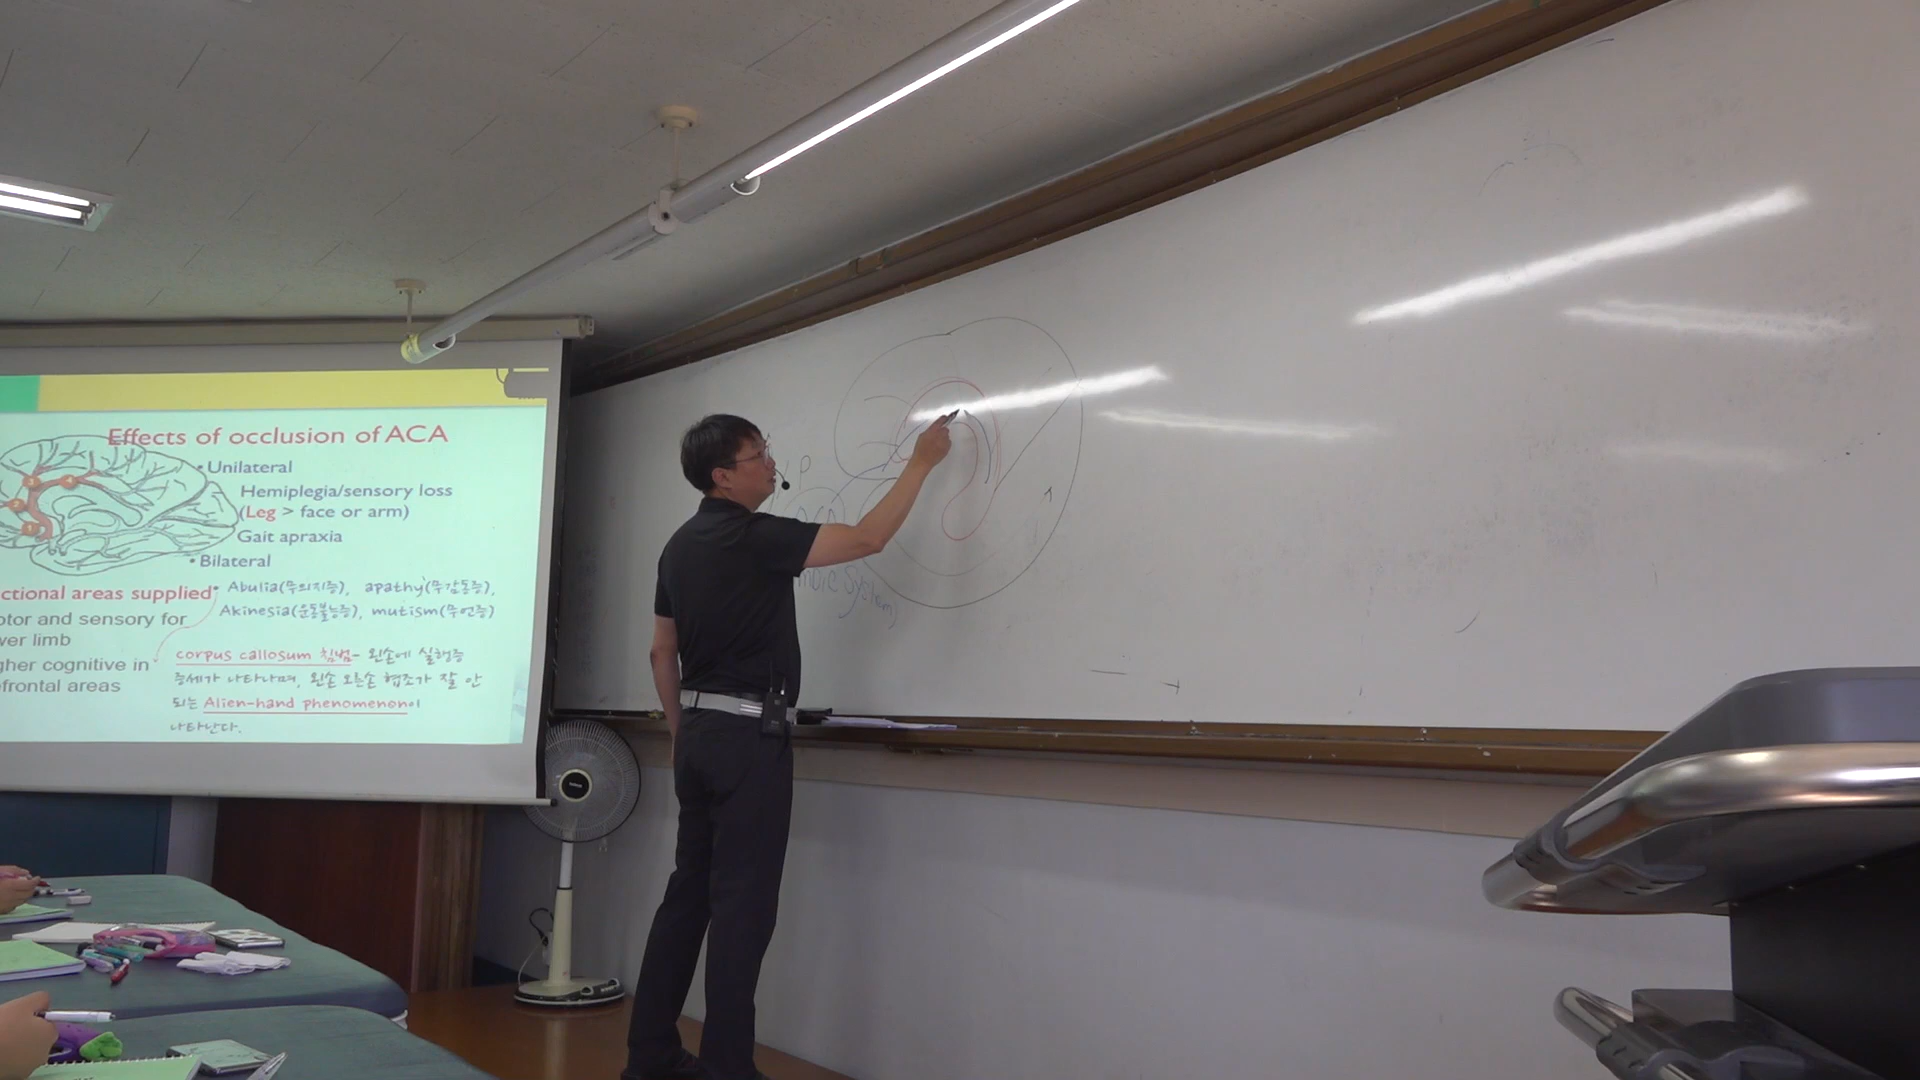 Effects of occlusion of ACA
• Unilateral
Hemiplegia/sensory loss
(Leg > face or arm)
Gait apraxia
• Bilateral
Abulia(무의지증), apathy(무감동증),
Akinesia(운동불능증), mutism(무언증)
ctional areas supplied
otor and sensory for
wer limb
gher cognitive in
efrontal areas
corpus callosum 침범- 왼손에 실행증
증세가 나타나며, 왼손 오른손 협조가 잘 안
되는 Alien-hand phenomenon이
나타난다.
P
System)